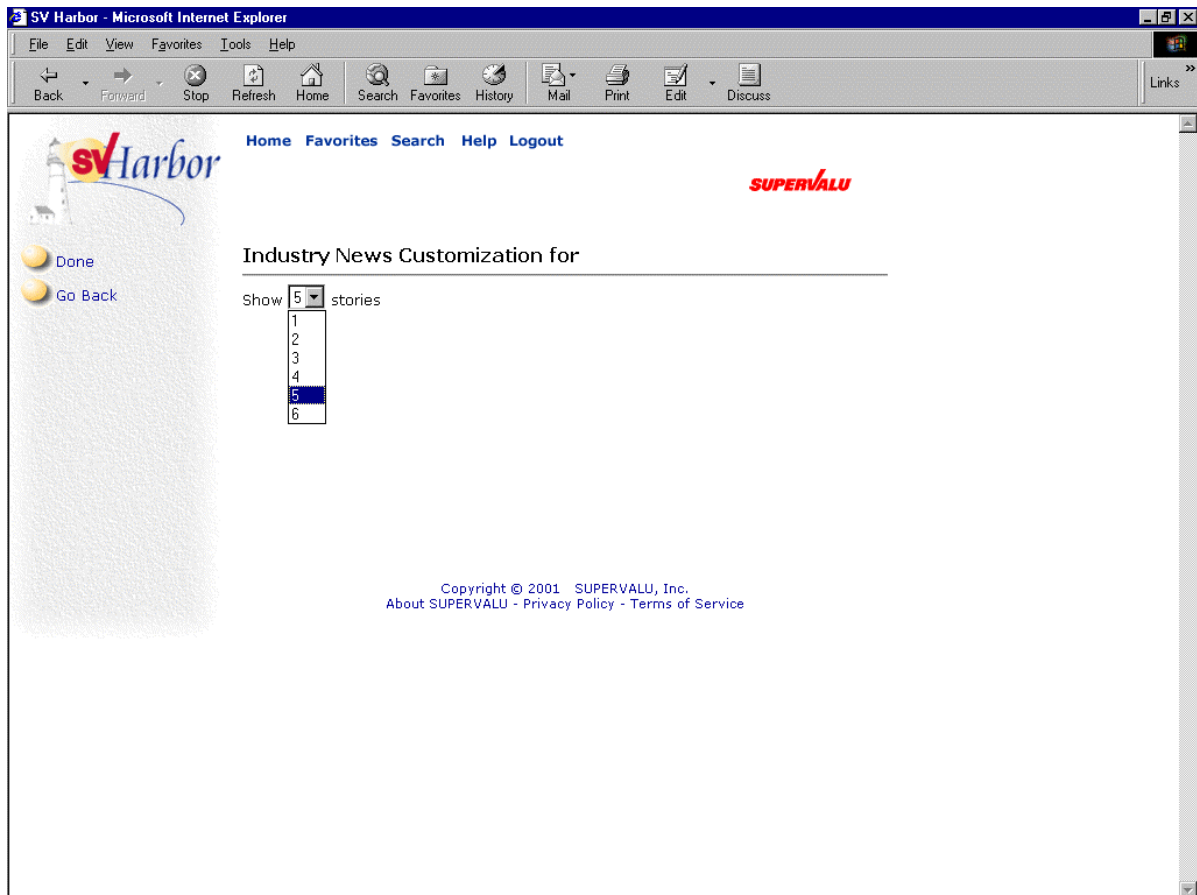 SV Harbor - Microsoft Internet Explorer
File Edit View Favorites Tools Help
Back Forward Stop Refresh Home Search Favorites History Mail Print Edit Discuss Links »
SV Harbor
Home Favorites Search Help Logout
SUPERVALU
Done
Go Back
Industry News Customization for
Show 5 stories
1
2
3
4
5
6
Copyright © 2001 SUPERVALU, Inc.
About SUPERVALU - Privacy Policy - Terms of Service